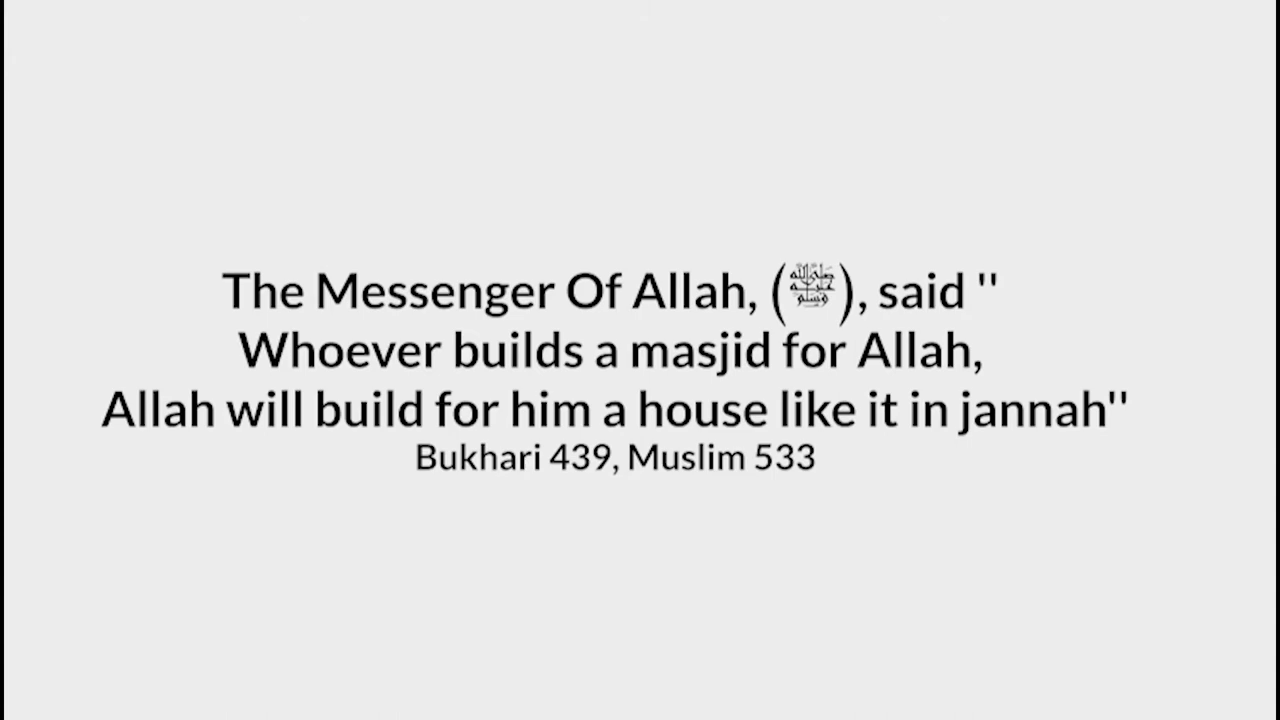 The Messenger Of Allah, (ﷺ), said ''
Whoever builds a masjid for Allah,
Allah will build for him a house like it in jannah''
Bukhari 439, Muslim 533